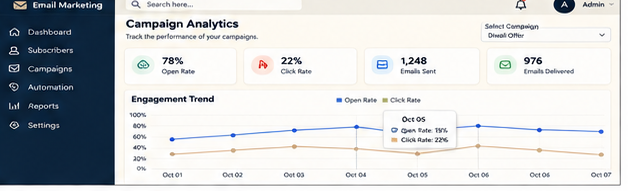 Email Marketing
Search here...
A
Admin
Dashboard
Subscribers
Campaigns
Automation
Reports
Settings
Campaign Analytics
Track the performance of your campaigns.
Select Campaign
Diwali Offer
78%
Open Rate
22%
Click Rate
1,248
Emails Sent
976
Emails Delivered
Engagement Trend
Open Rate
Click Rate
100%
80%
60%
40%
20%
0%
Oct 05
Open Rate:
Click Rate: 22%
Oct 01
Oct 02
Oct 03
Oct 04
Oct 05
Oct 06
Oct 07